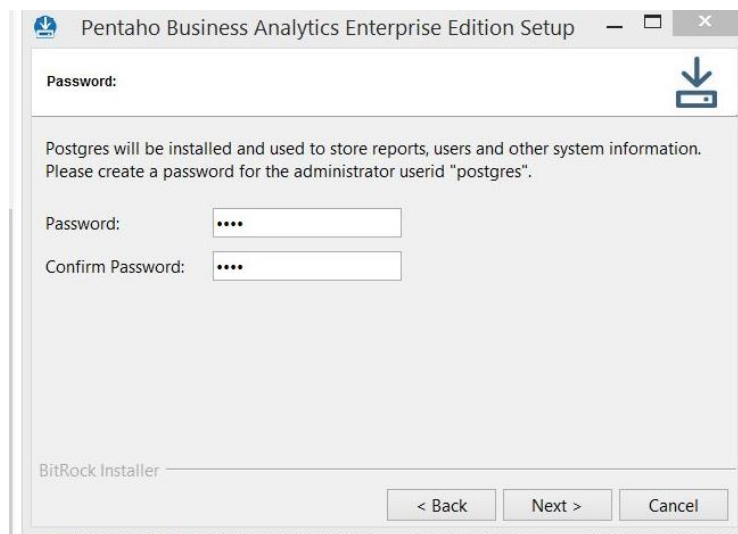 Pentaho Business Analytics Enterprise Edition Setup
Password:
Postgres will be installed and used to store reports, users and other system information.
Please create a password for the administrator userid "postgres".
Password: ••••
Confirm Password: ••••
BitRock Installer
< Back Next > Cancel